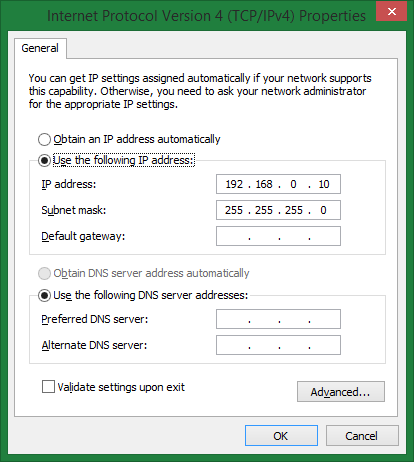 Internet Protocol Version 4 (TCP/IPv4) Properties
General
You can get IP settings assigned automatically if your network supports
this capability. Otherwise, you need to ask your network administrator
for the appropriate IP settings.
Obtain an IP address automatically
Use the following IP address:
IP address: 192 . 168 . 0 . 10
Subnet mask: 255 . 255 . 255 . 0
Default gateway: . . .
Obtain DNS server address automatically
Use the following DNS server addresses:
Preferred DNS server: . . .
Alternate DNS server: . . .
Validate settings upon exit
Advanced...
OK Cancel